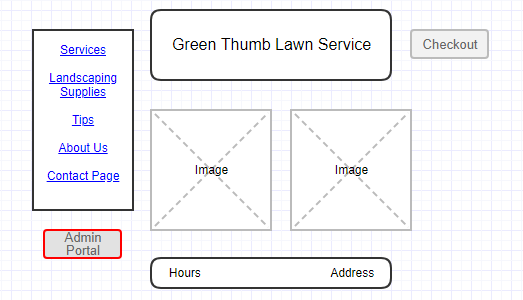 Green Thumb Lawn Service
Checkout
Services
Landscaping
Supplies
Tips
About Us
Contact Page
Image
Image
Admin
Portal
Hours
Address